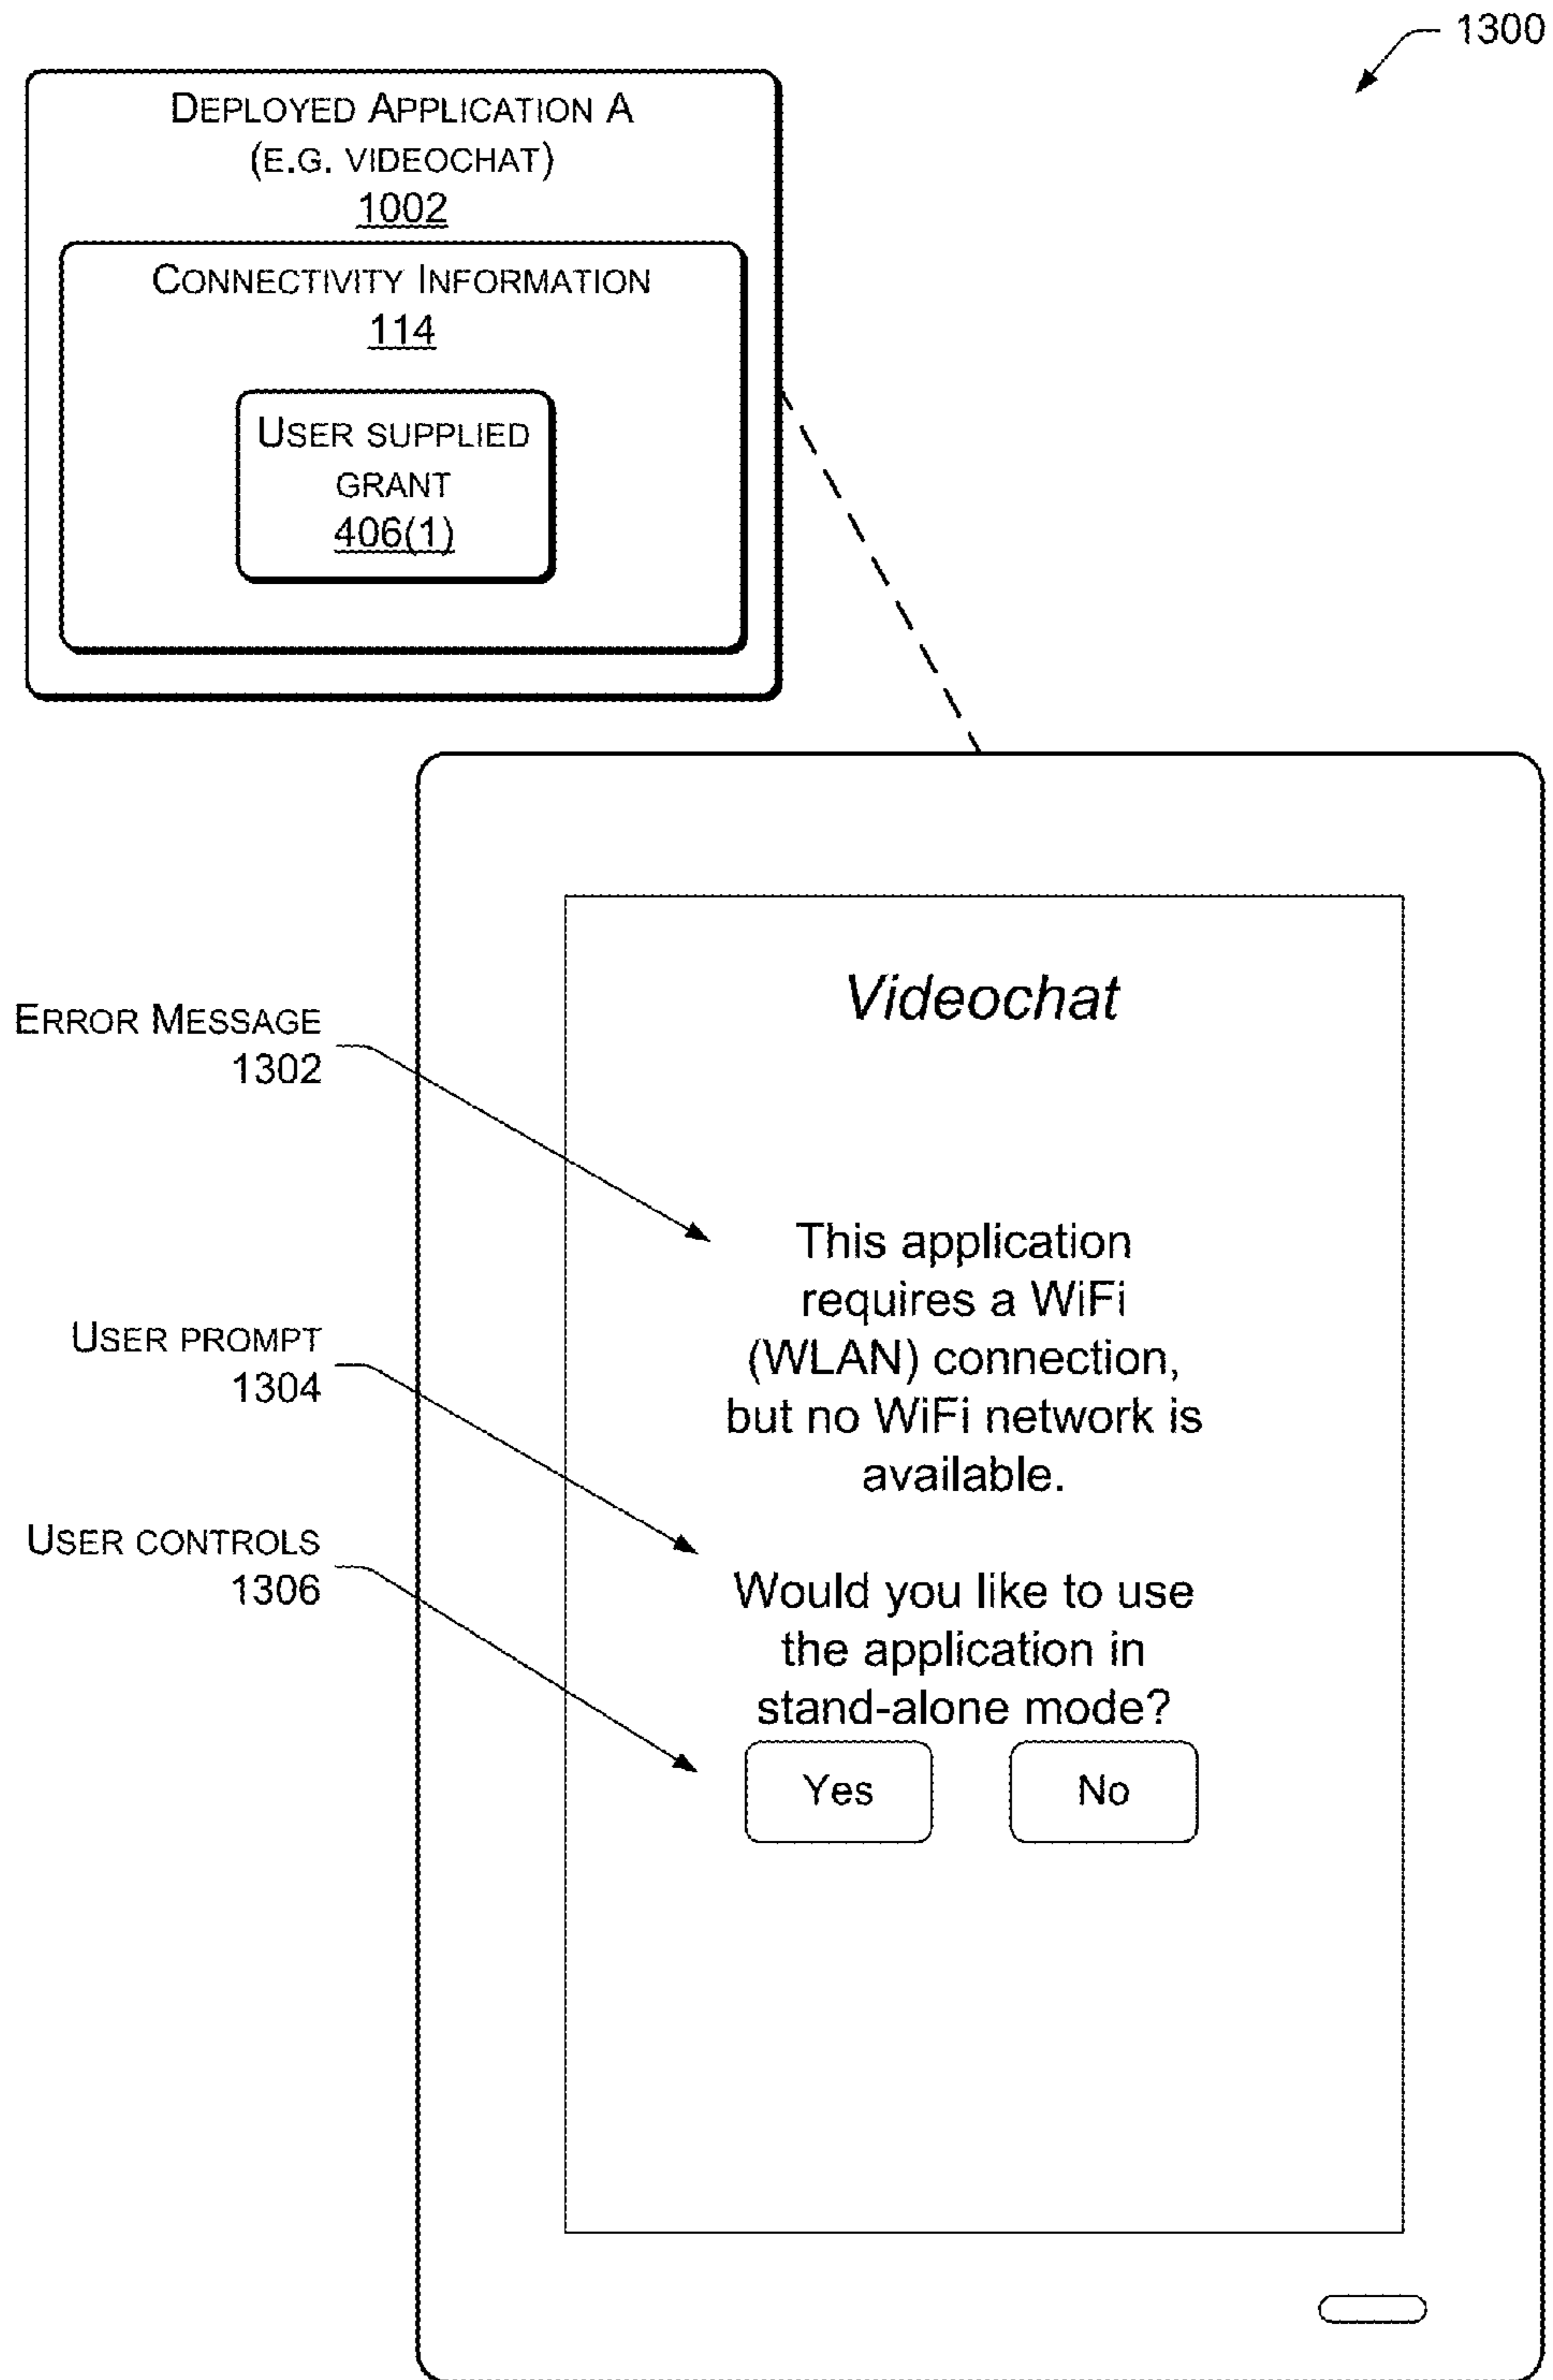 1300
DEPLOYED APPLICATION A
(E.G. VIDEOCHAT)
1002
CONNECTIVITY INFORMATION
114
USER SUPPLIED
GRANT
406(1)
Videochat
ERROR MESSAGE
1302
This application
requires a WiFi
(WLAN) connection,
but no WiFi network is
available.
USER PROMPT
1304
Would you like to use
the application in
stand-alone mode?
USER CONTROLS
1306
Yes
No